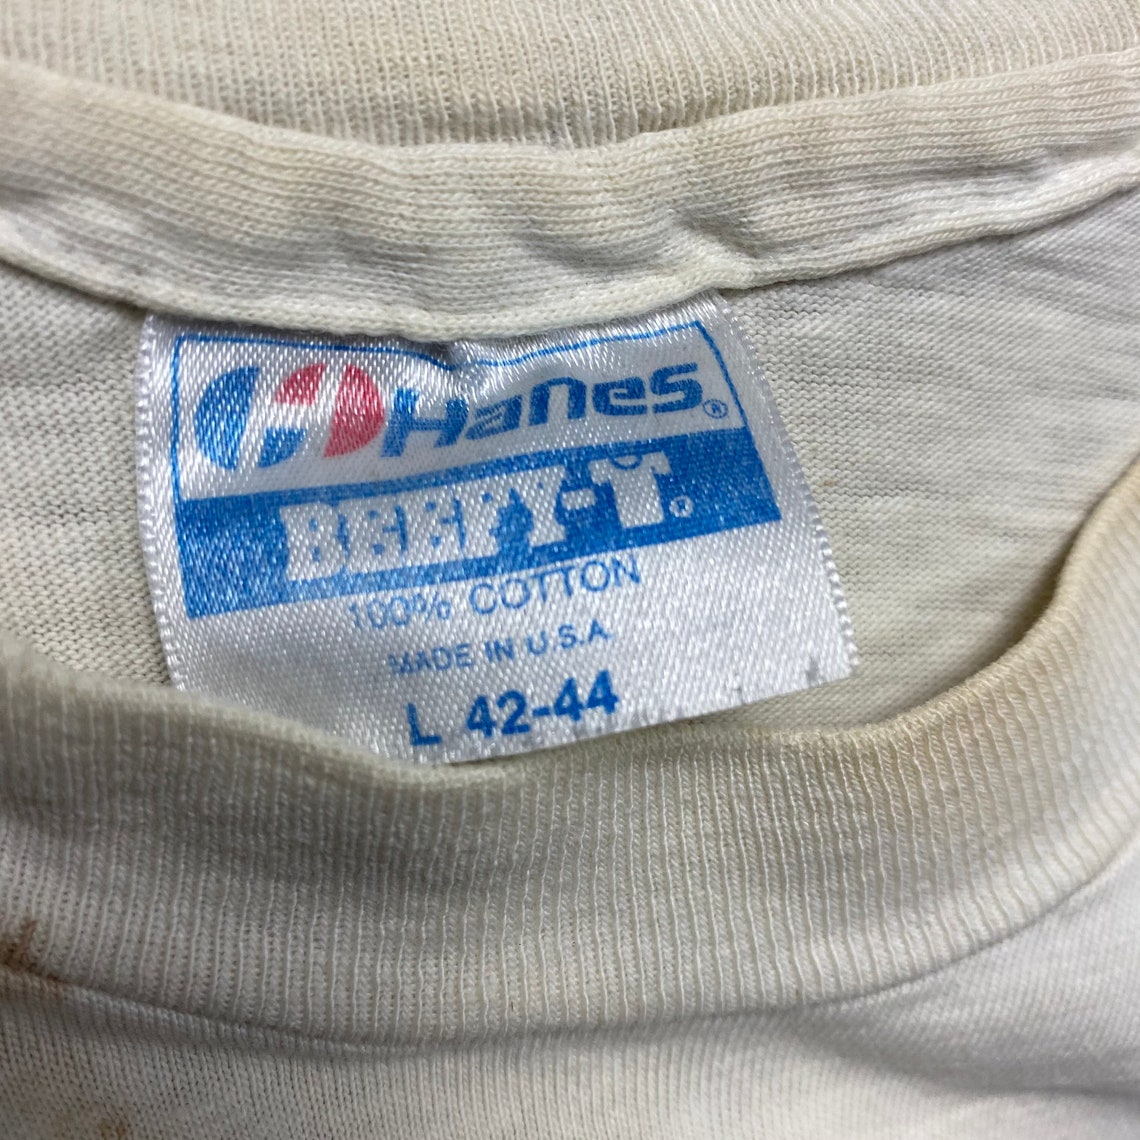 Hanes®
BEEFY-T®
100% COTTON
MADE IN U.S.A.
L 42-44